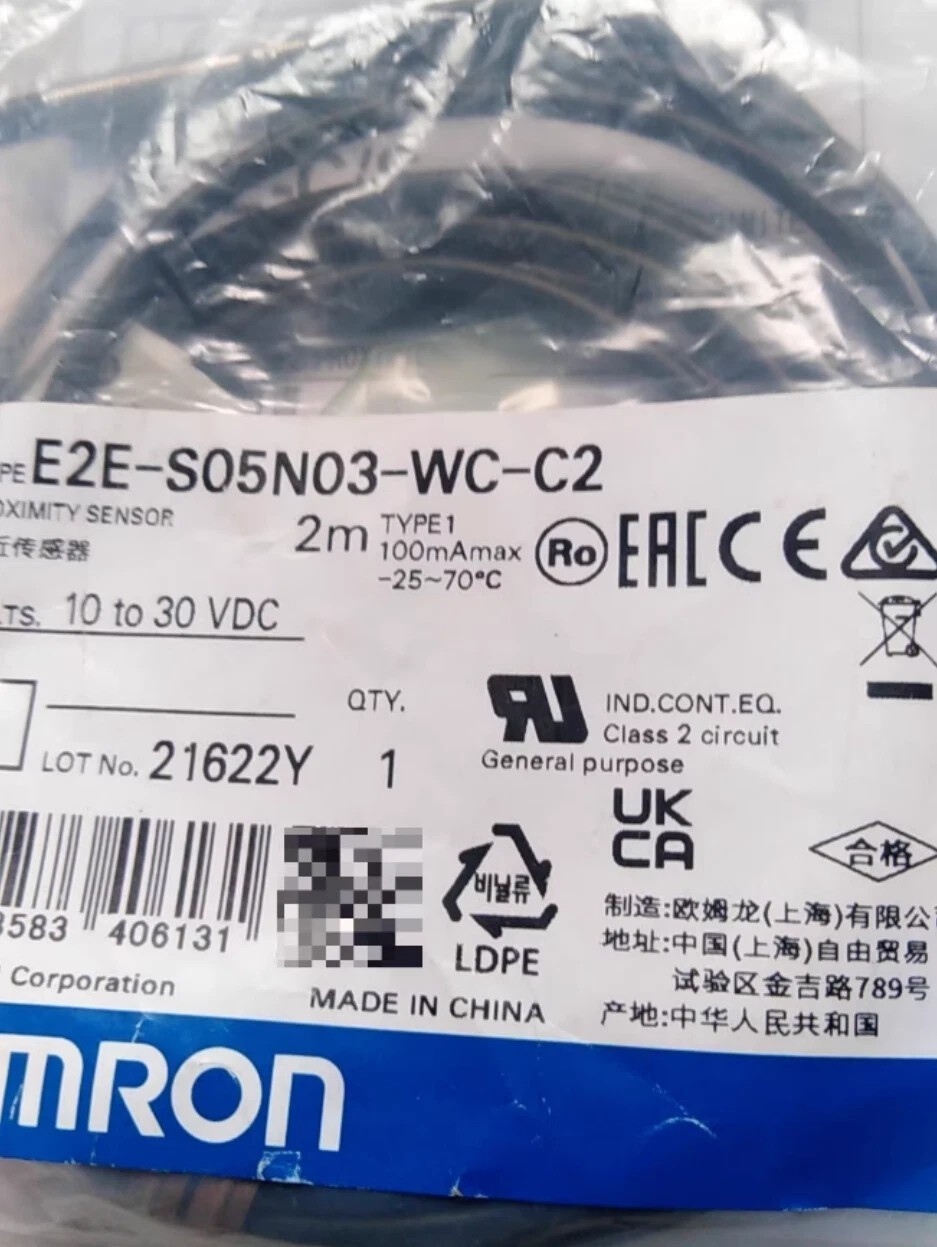 PE E2E-S05N03-WC-C2
OXIMITY SENSOR
近传感器
2m TYPE1
100mAmax
-25~70°C
Ro EAC CE
LTS. 10 to 30 VDC
QTY.
LOT No. 21622Y 1
RU IND.CONT.EQ.
Class 2 circuit
General purpose
UK
CA
合格
비닐류
LDPE
3583 406131
Corporation
MADE IN CHINA
制造:欧姆龙(上海)有限公
地址:中国(上海)自由贸易
试验区金吉路789号
产地:中华人民共和国
MRON